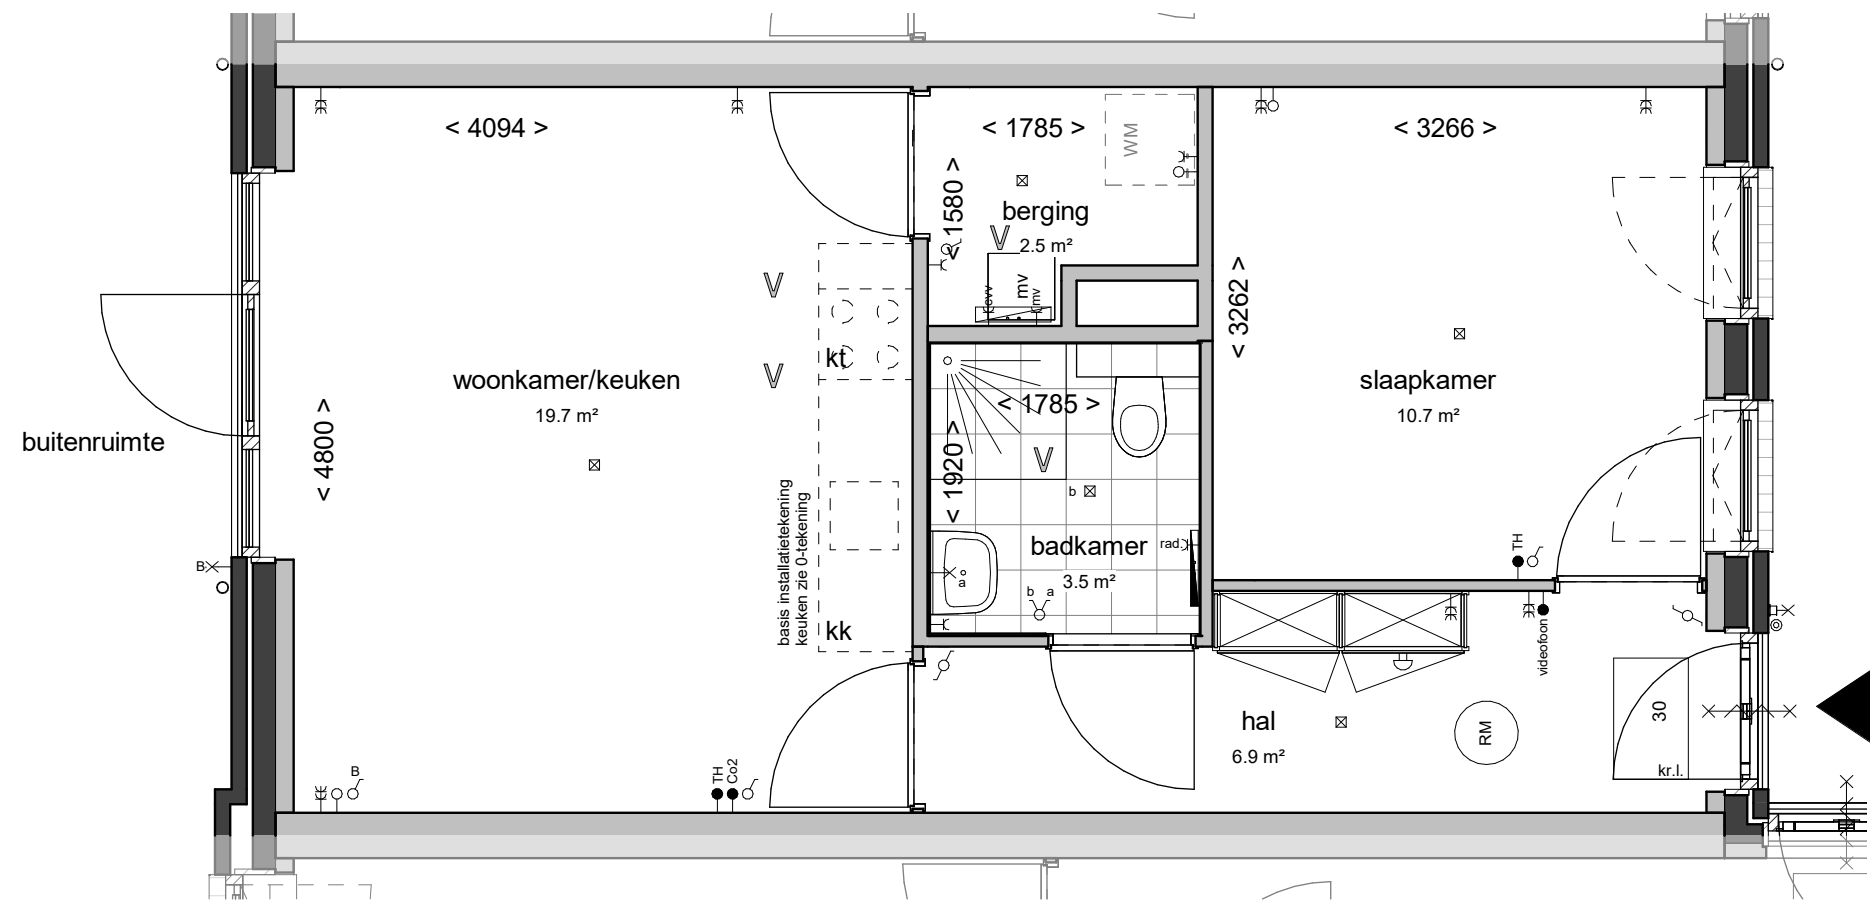 < 4094 >
< 1785 >
< 3266 >
WM
< 1580 >
berging
2.5 m²
mv
evv
mv
< 3262 >
kt
woonkamer/keuken
19.7 m²
slaapkamer
10.7 m²
buitenruimte
< 4800 >
< 1785 >
< 1920 >
b
basis installatietekening
keuken zie 0-tekening
badkamer
3.5 m²
rad.
TH
B
a
b a
kk
videofoon
hal
6.9 m²
RM
30
kr.l.
B
TH
Co2